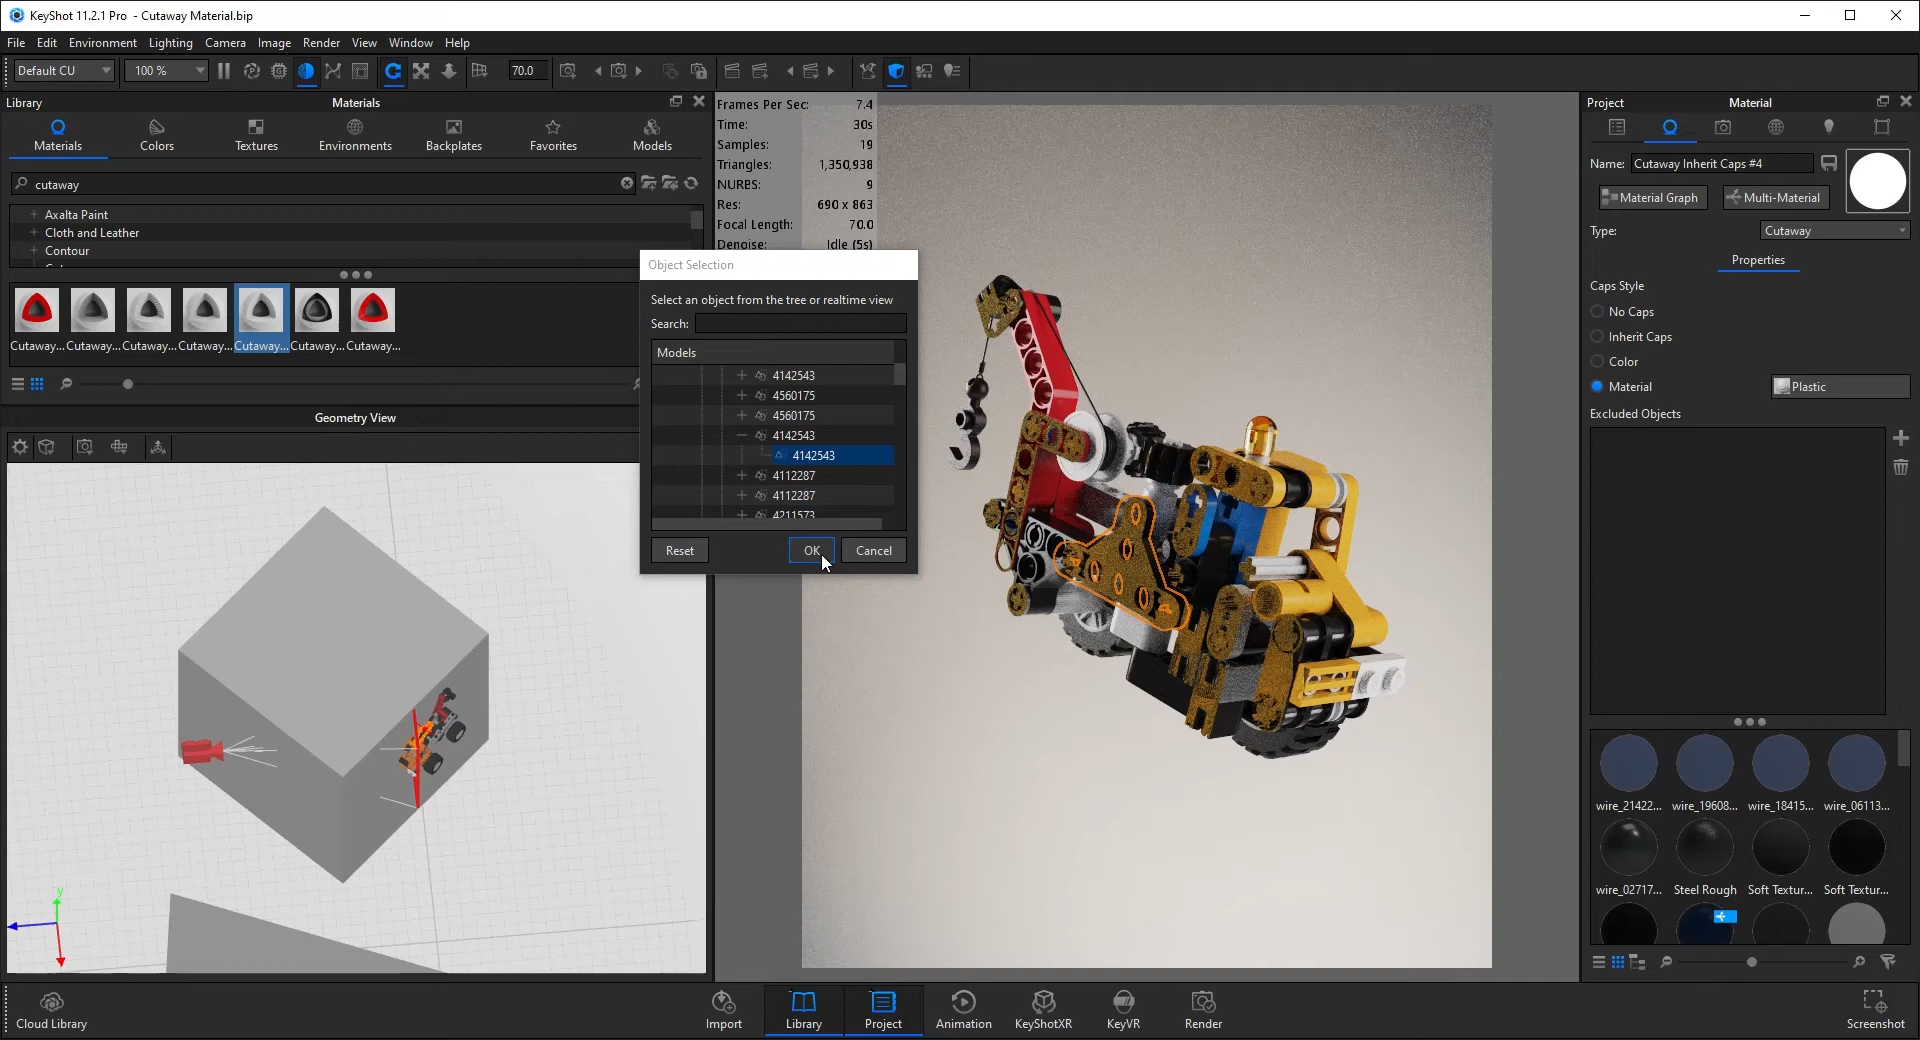 KeyShot 11.2.1 Pro - Cutaway Material.bip
File Edit Environment Lighting Camera Image Render View Window Help
Default CU 100 % 70.0
Library Materials
Materials Colors Textures Environments Backplates Favorites Models
cutaway
Axalta Paint
Cloth and Leather
Contour
Cutaway... Cutaway... Cutaway... Cutaway... Cutaway... Cutaway... Cutaway...
Geometry View
y
Frames Per Sec: 7.4
Time: 30s
Samples: 19
Triangles: 1,350,938
NURBS: 9
Res: 690 x 863
Focal Length: 70.0
Denoise: Idle (5s)
Object Selection
Select an object from the tree or realtime view
Search:
Models
4142543
4560175
4560175
4142543
4142543
4112287
4112287
4211573
Reset OK Cancel
Project Material
Name: Cutaway Inherit Caps #4
Material Graph Multi-Material
Type: Cutaway
Properties
Caps Style
No Caps
Inherit Caps
Color
Material Plastic
Excluded Objects
wire_21422... wire_19608... wire_18415... wire_06113...
wire_02717... Steel Rough Soft Textur... Soft Textur...
Cloud Library Import Library Project Animation KeyShotXR KeyVR Render Screenshot